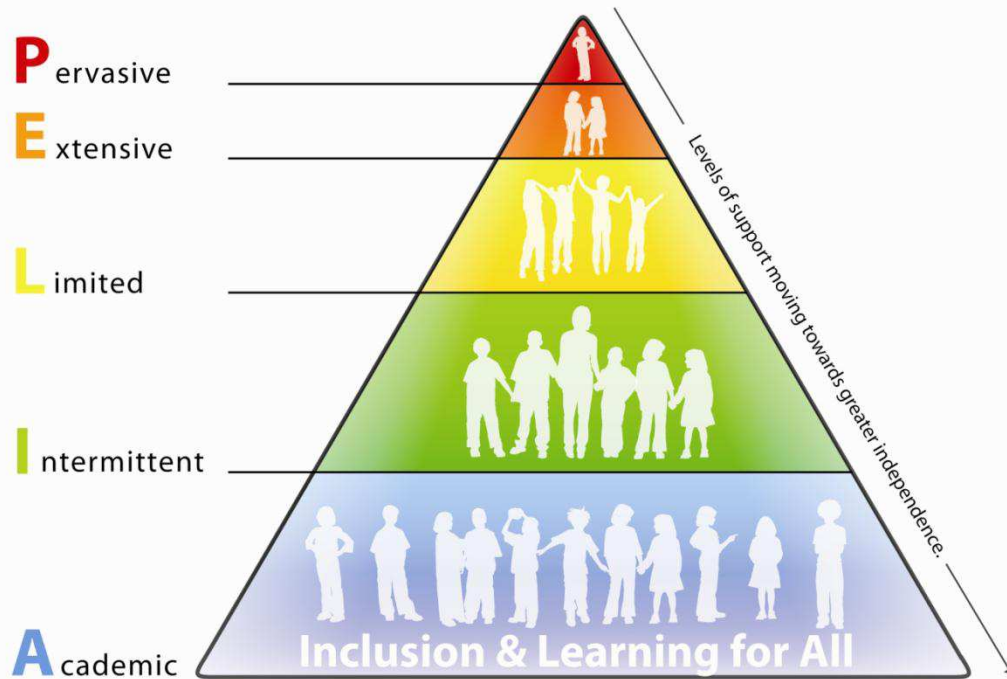 Pervasive
Extensive
Limited
Intermittent
Academic
Inclusion & Learning for All
Levels of support moving towards greater independence.